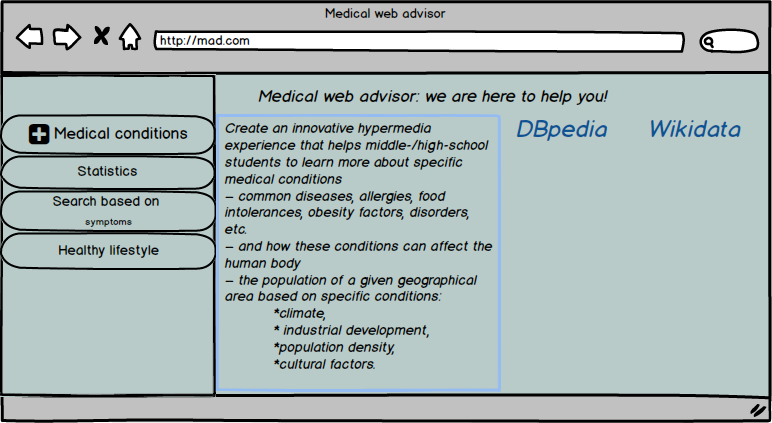 Medical web advisor
http://mad.com
Medical web advisor: we are here to help you!
Medical conditions
Statistics
Search based on
symptoms
Healthy lifestyle
Create an innovative hypermedia
experience that helps middle-/high-school
students to learn more about specific
medical conditions
– common diseases, allergies, food
intolerances, obesity factors, disorders,
etc.
– and how these conditions can affect the
human body
– the population of a given geographical
area based on specific conditions:
*climate,
* industrial development,
*population density,
*cultural factors.
DBpedia
Wikidata